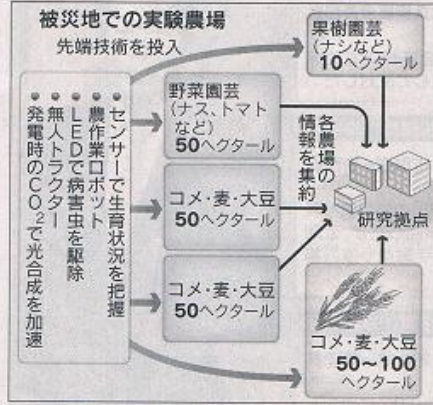 被災地での実験農場
先端技術を投入
●センサーで生育状況を把握
●農作業ロボット
●LEDで病害虫を駆除
●無人トラクター
●発電時のCO2で光合成を加速
果樹園芸
(ナシなど)
10ヘクタール
野菜園芸
(ナス、トマト
など)
50ヘクタール
コメ・麦・大豆
50ヘクタール
コメ・麦・大豆
50ヘクタール
各農場の
情報を集約
研究拠点
コメ・麦・大豆
50〜100
ヘクタール